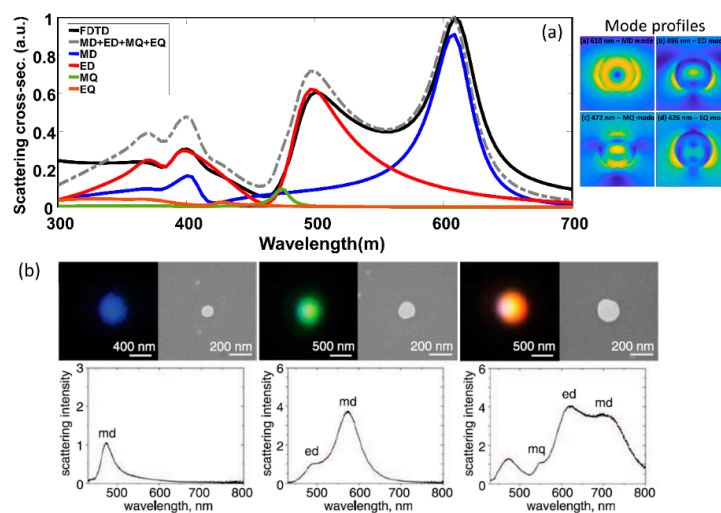 (a)
FDTD
MD+ED+MQ+EQ
MD
ED
MQ
EQ
Scattering cross-sec. (a.u.)
1
0.8
0.6
0.4
0.2
0
300 400 500 600 700
Wavelength(m)
Mode profiles
(a) 610 nm – MD mode
(b) 496 nm – ED mode
(c) 472 nm – MQ mode
(d) 426 nm – EQ mode
(b)
400 nm
200 nm
500 nm
200 nm
500 nm
200 nm
scattering intensity
3
2
1
0
md
500 600 700 800
wavelength, nm
scattering intensity
6
4
2
0
ed
md
500 600 700 800
wavelength, nm
scattering intensity
6
4
2
0
mq
ed
md
500 600 700 800
wavelength, nm